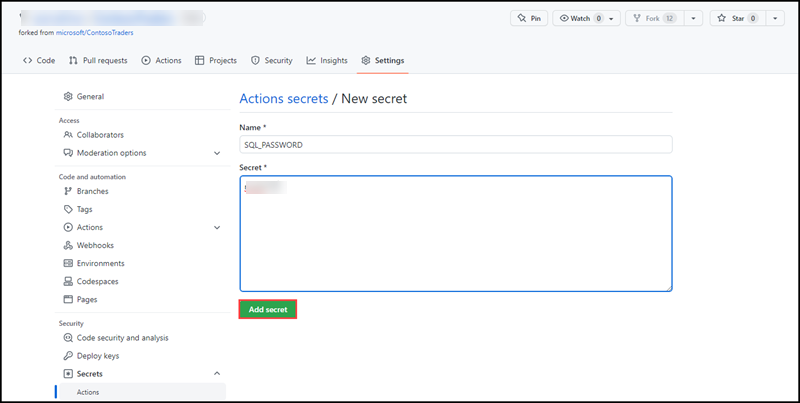 Pin
Watch 0
Fork 12
Star 0
forked from microsoft/ContosoTraders
Code
Pull requests
Actions
Projects
Security
Insights
Settings
General
Access
Collaborators
Moderation options
Code and automation
Branches
Tags
Actions
Webhooks
Environments
Codespaces
Pages
Security
Code security and analysis
Deploy keys
Secrets
Actions
Actions secrets / New secret
Name *
SQL_PASSWORD
Secret *
Add secret